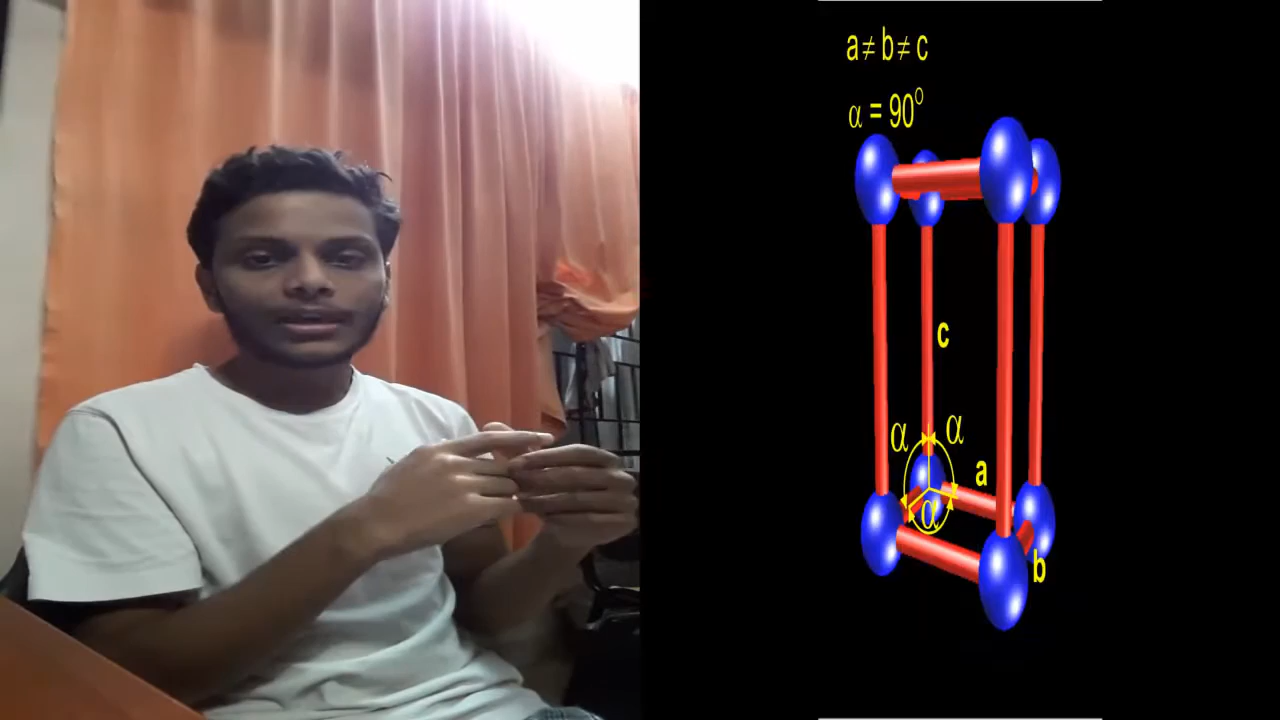 a ≠ b ≠ c
α = 90°
c
α α
a
α
b